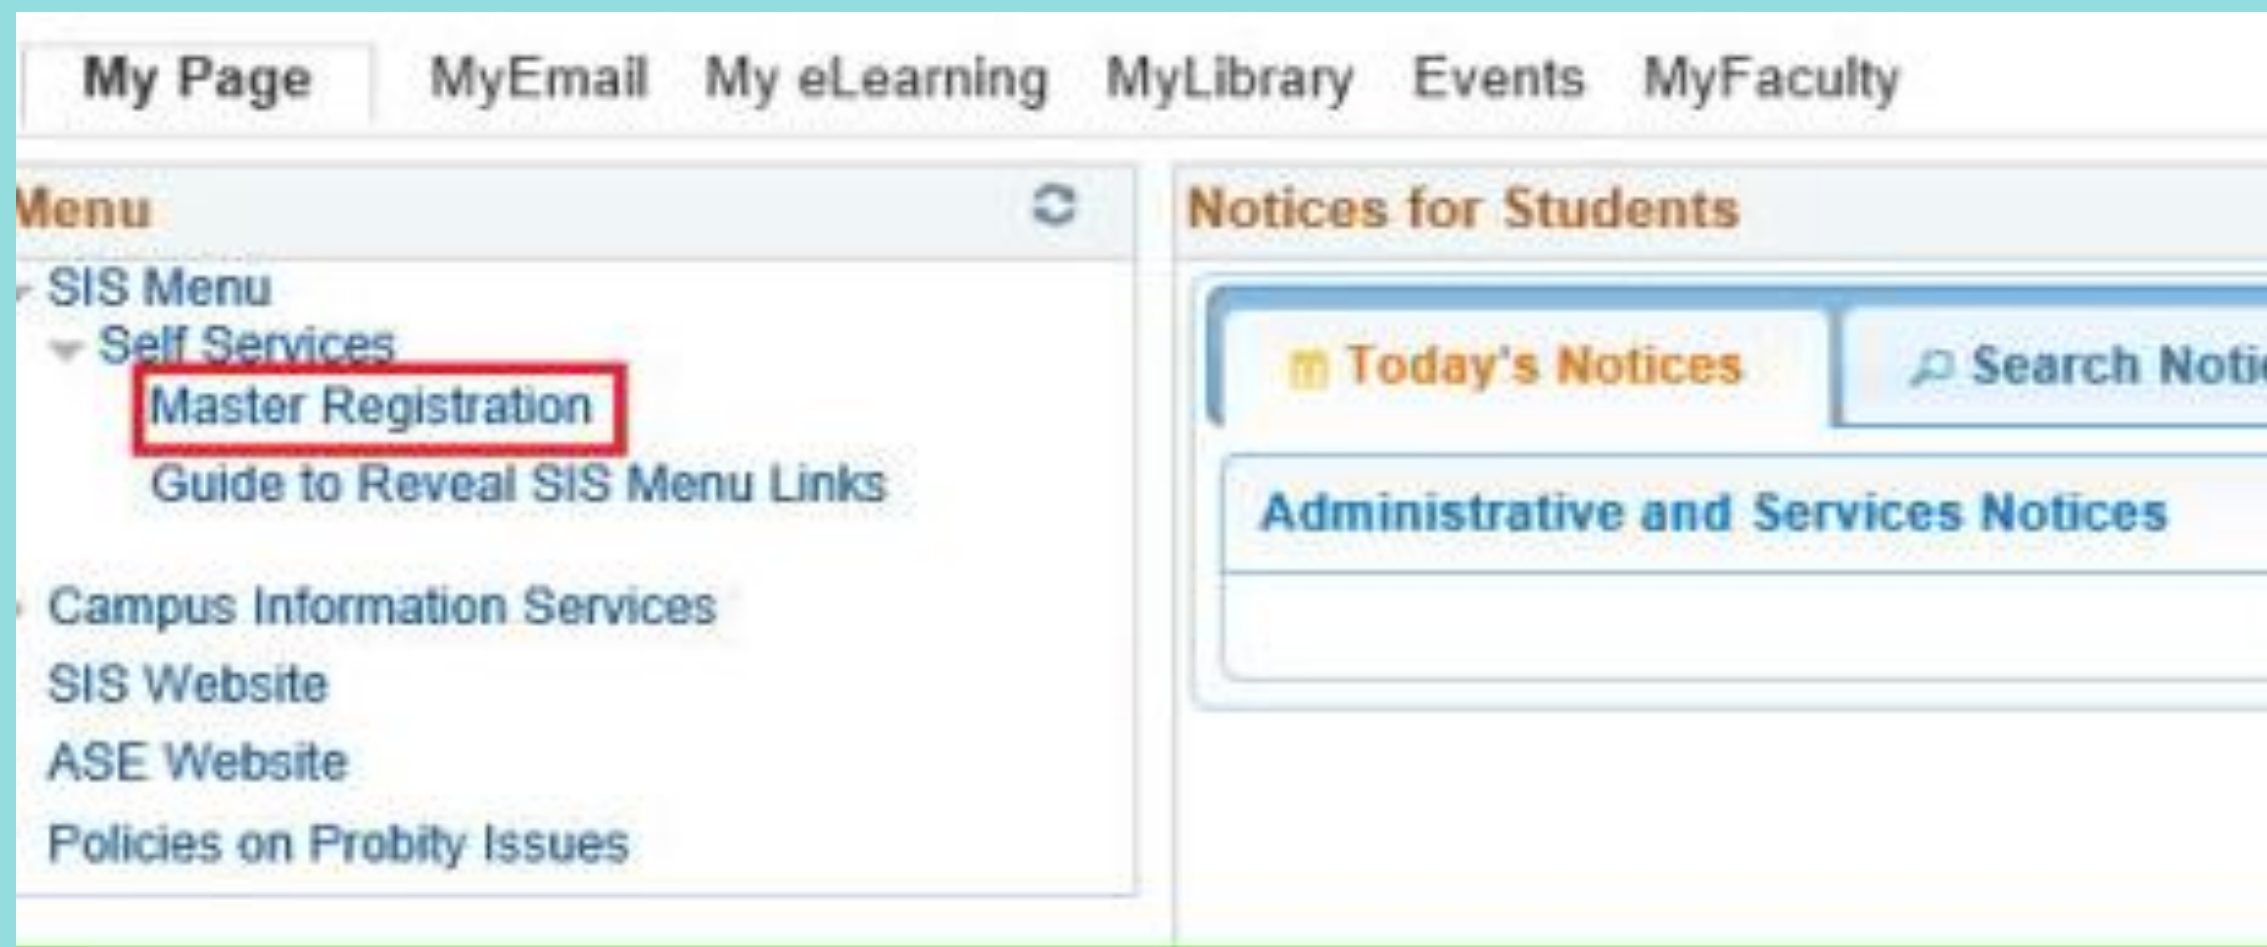 My Page MyEmail My eLearning MyLibrary Events MyFaculty
Menu
SIS Menu
Self Services
Master Registration
Guide to Reveal SIS Menu Links
Campus Information Services
SIS Website
ASE Website
Policies on Probity Issues
Notices for Students
Today's Notices Search
Administrative and Services Notices